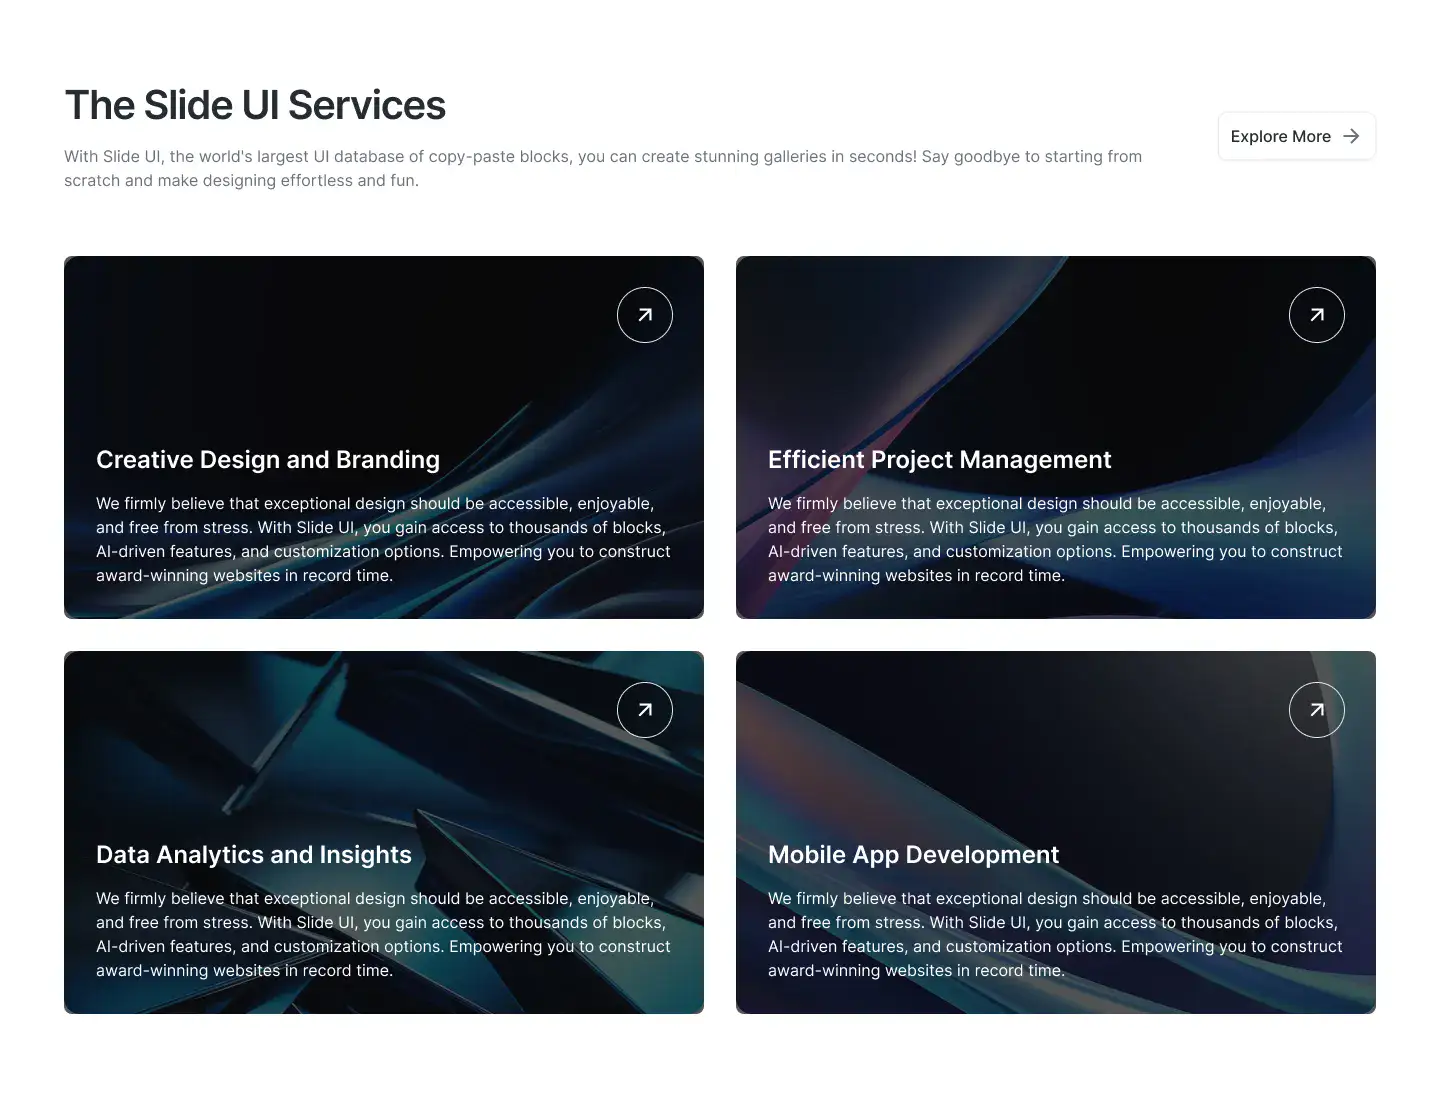 The Slide UI Services
With Slide UI, the world's largest UI database of copy-paste blocks, you can create stunning galleries in seconds! Say goodbye to starting from
scratch and make designing effortless and fun.
Explore More
Creative Design and Branding
We firmly believe that exceptional design should be accessible, enjoyable,
and free from stress. With Slide UI, you gain access to thousands of blocks,
AI-driven features, and customization options. Empowering you to construct
award-winning websites in record time.
Efficient Project Management
We firmly believe that exceptional design should be accessible, enjoyable,
and free from stress. With Slide UI, you gain access to thousands of blocks,
AI-driven features, and customization options. Empowering you to construct
award-winning websites in record time.
Data Analytics and Insights
We firmly believe that exceptional design should be accessible, enjoyable,
and free from stress. With Slide UI, you gain access to thousands of blocks,
AI-driven features, and customization options. Empowering you to construct
award-winning websites in record time.
Mobile App Development
We firmly believe that exceptional design should be accessible, enjoyable,
and free from stress. With Slide UI, you gain access to thousands of blocks,
AI-driven features, and customization options. Empowering you to construct
award-winning websites in record time.